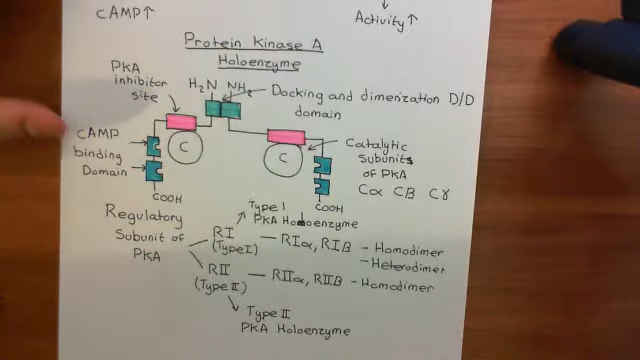 cAMP↑
Activity↑
Protein Kinase A
Holoenzyme
PKA
inhibitor
site
H₂N NH₂
Docking and dimerization D/D
domain
cAMP
binding
Domain
C
C
Catalytic
Subunits
of PKA
Cα Cβ Cγ
COOH
COOH
Regulatory
Subunit of
PKA
Type I
PKA Holoenzyme
RI
(Type I)
RIα, RIβ - Homodimer
- Heterodimer
RII
(Type II)
RIIα, RIIβ - Homodimer
Type II
PKA Holoenzyme